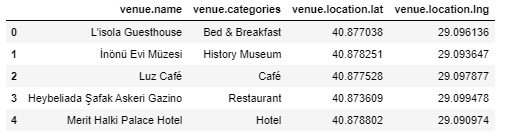 venue.name venue.categories venue.location.lat venue.location.lng
0 L'isola Guesthouse Bed & Breakfast 40.877038 29.096136
1 İnönü Evi Müzesi History Museum 40.878251 29.093647
2 Luz Café Café 40.877528 29.097877
3 Heybeliada Şafak Askeri Gazino Restaurant 40.873609 29.099478
4 Merit Halki Palace Hotel Hotel 40.878802 29.090974